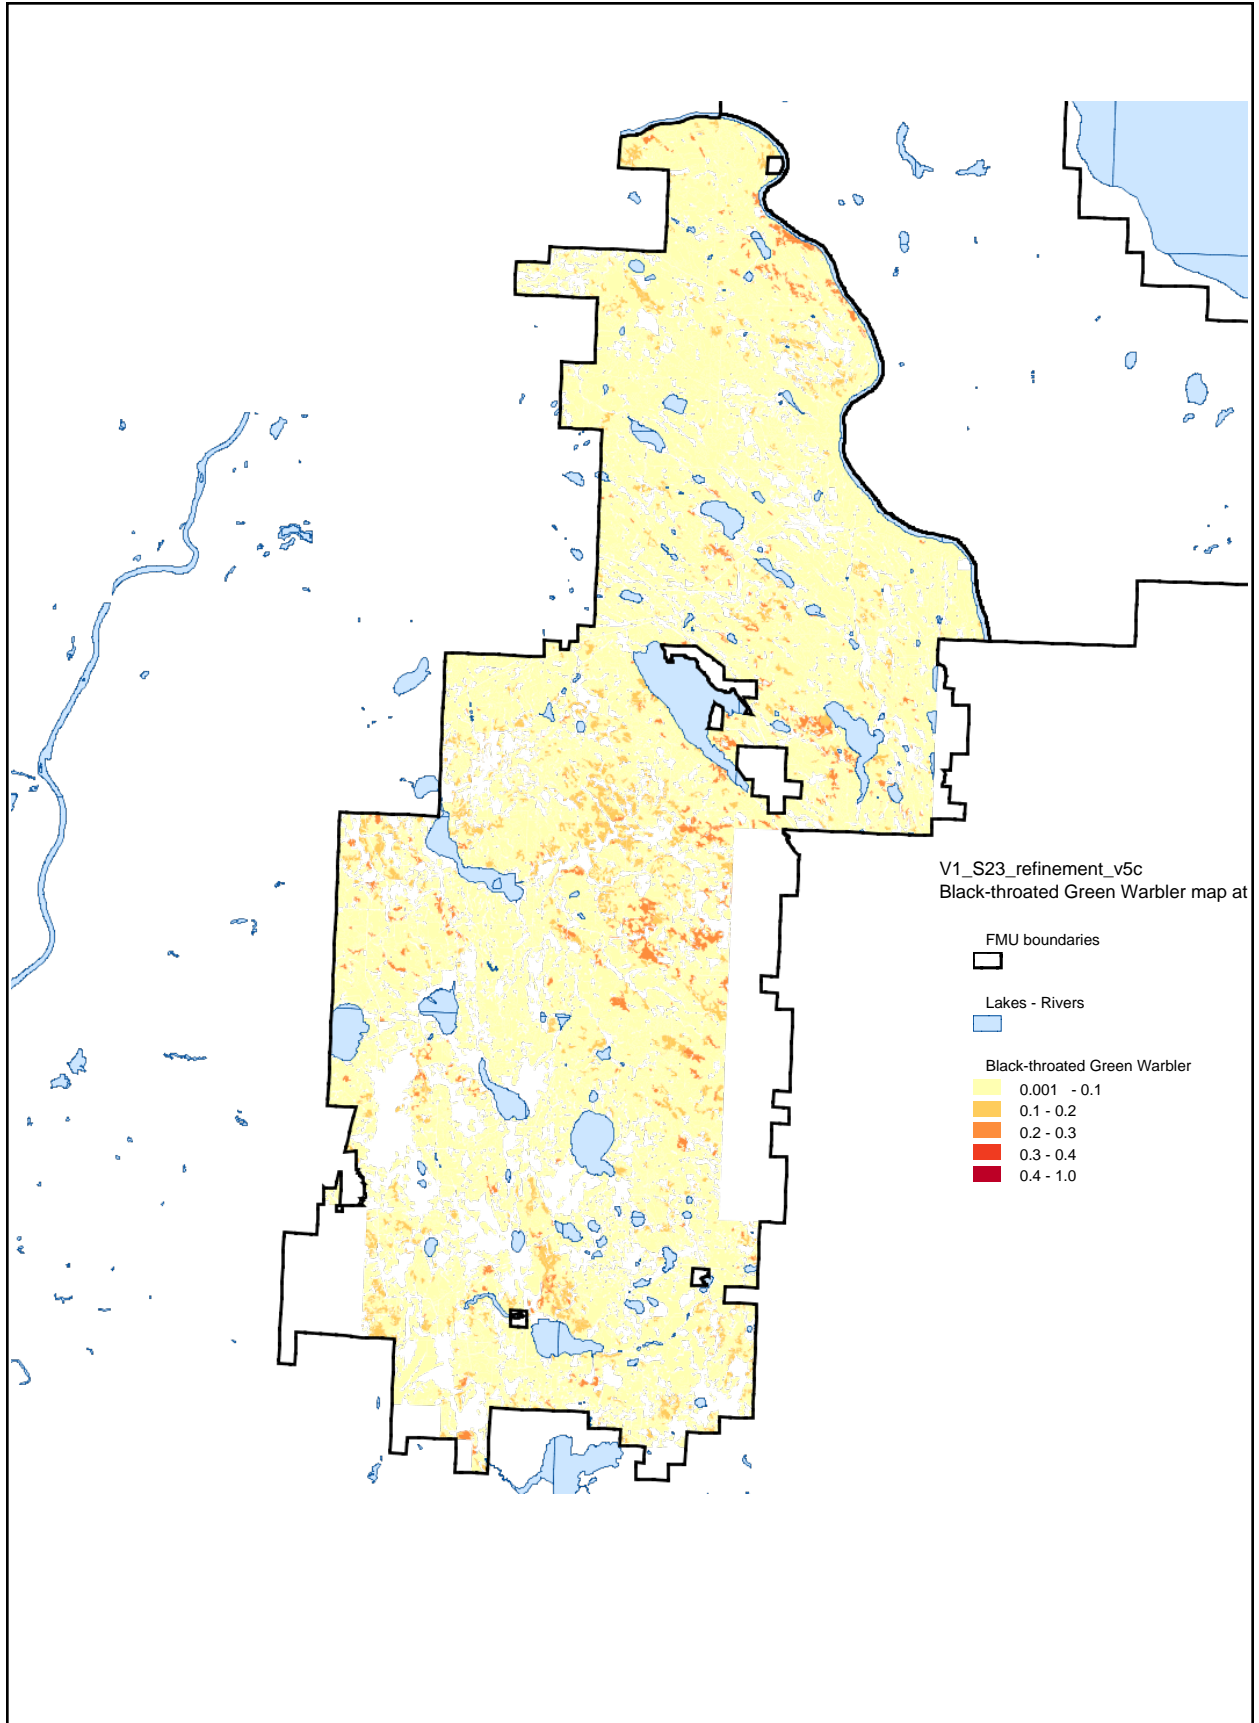 V1_S23_refinement_v5c
Black-throated Green Warbler map at
FMU boundaries
Lakes - Rivers
Black-throated Green Warbler
0.001 - 0.1
0.1 - 0.2
0.2 - 0.3
0.3 - 0.4
0.4 - 1.0